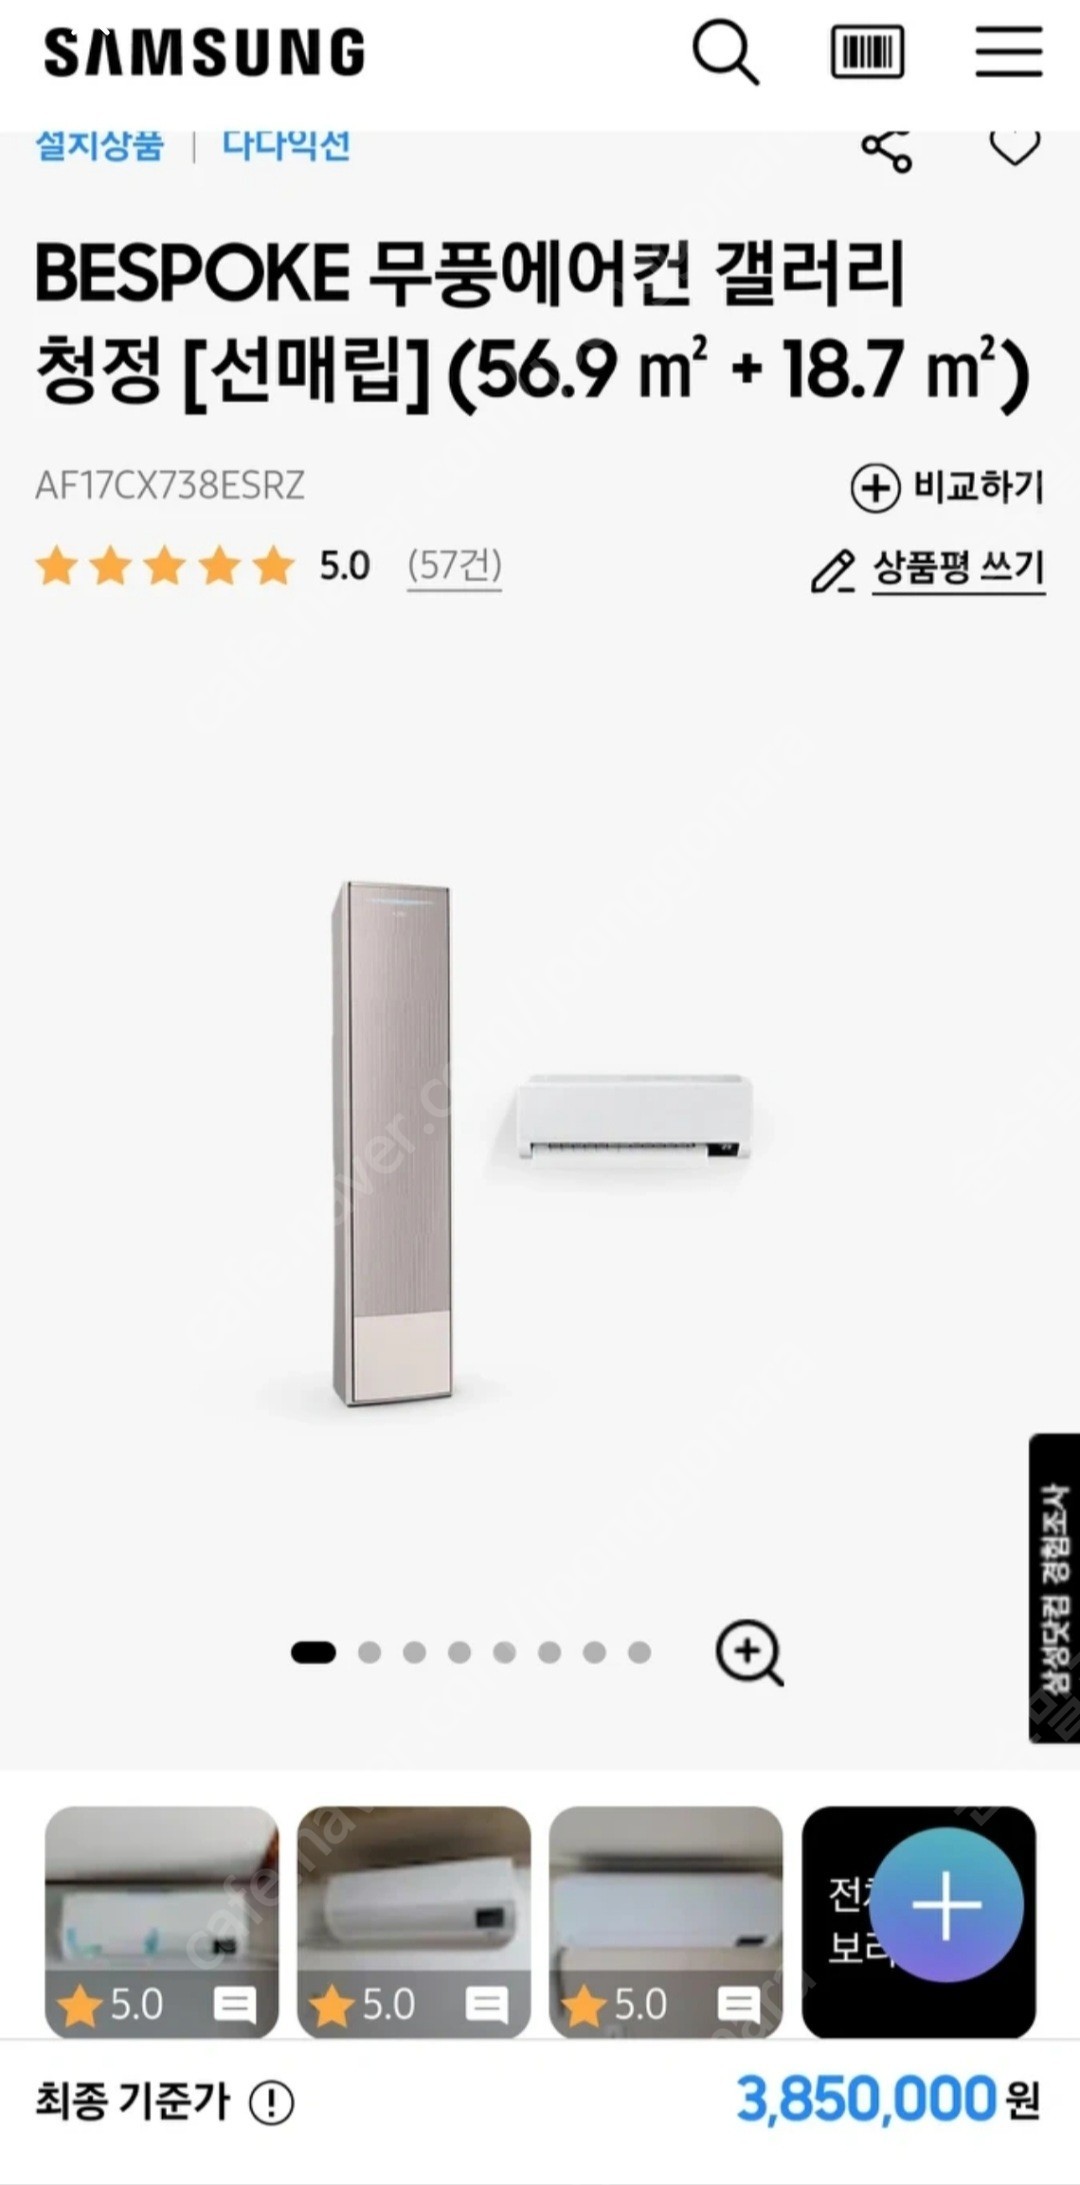 SAMSUNG
설치상품 | 다다익선
BESPOKE 무풍에어컨 갤러리
청정 [선매립] (56.9 m² + 18.7 m²)
AF17CX738ESRZ
비교하기
5.0 (57건)
상품평 쓰기
삼성닷컴 경험조사
5.0
5.0
5.0
보러
최종 기준가
3,850,000 원